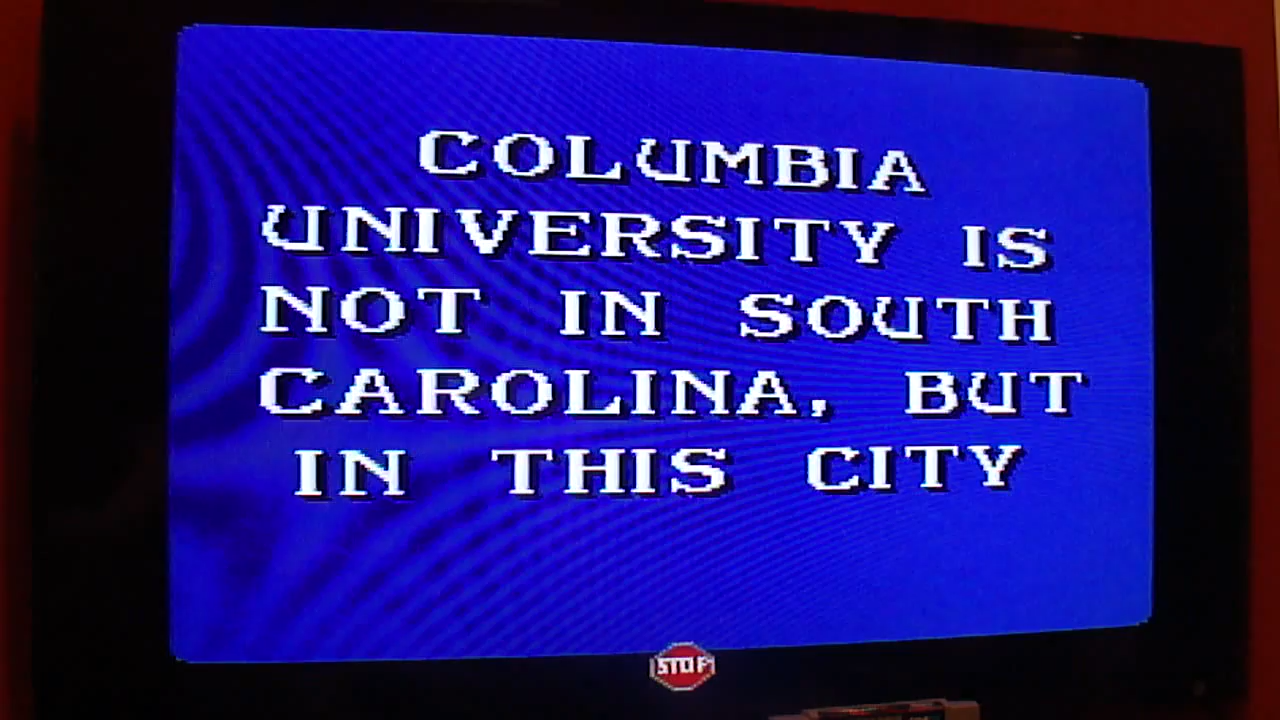 COLUMBIA
UNIVERSITY IS
NOT IN SOUTH
CAROLINA, BUT
IN THIS CITY
STOP